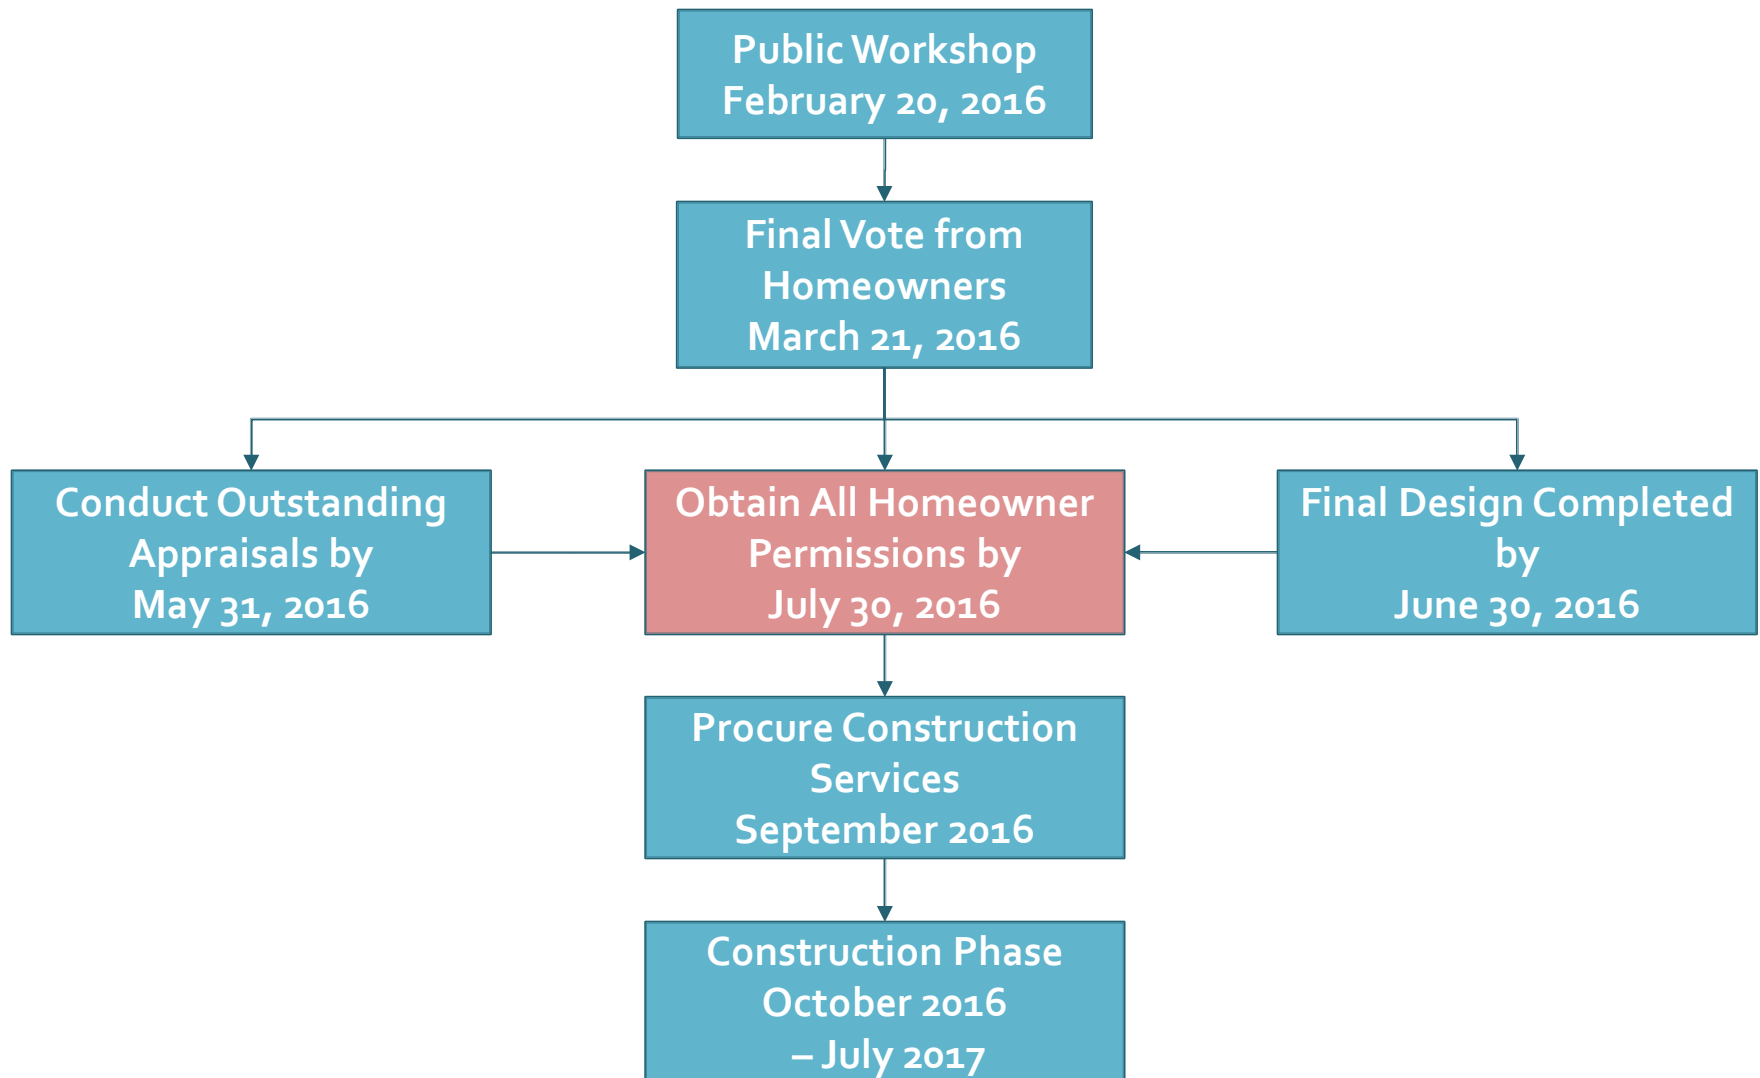 Public Workshop
February 20, 2016
Final Vote from
Homeowners
March 21, 2016
Conduct Outstanding
Appraisals by
May 31, 2016
Obtain All Homeowner
Permissions by
July 30, 2016
Final Design Completed
by
June 30, 2016
Procure Construction
Services
September 2016
Construction Phase
October 2016
– July 2017